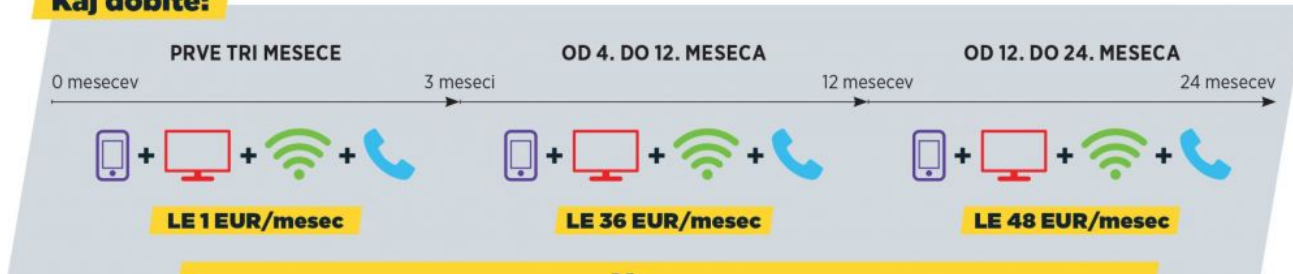 Kaj dobite:
PRVE TRI MESECE
OD 4. DO 12. MESECA
OD 12. DO 24. MESECA
0 mesecev
3 meseci
12 mesecev
24 mesecev
+ + +
+ + +
+ + +
LE 1 EUR/mesec
LE 36 EUR/mesec
LE 48 EUR/mesec